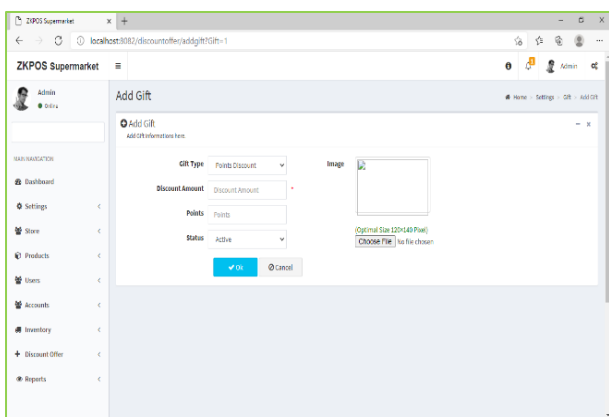 ZKPOS Supermarket
localhost:8082/discountoffer/addgift?Gift=1
ZKPOS Supermarket
Admin
Admin
Online
Add Gift
Home - Settings - Gift - Add Gift
Add Gift
Add Gift Informations here.
MAIN NAVIGATION
Dashboard
Settings
Store
Products
Users
Accounts
Inventory
Discount Offer
Reports
Gift Type
Points Discount
Image
Discount Amount
Discount Amount
*
Points
Points
Status
Active
(Optimal Size 120×140 Pixel)
Choose File No file chosen
Ok
Cancel